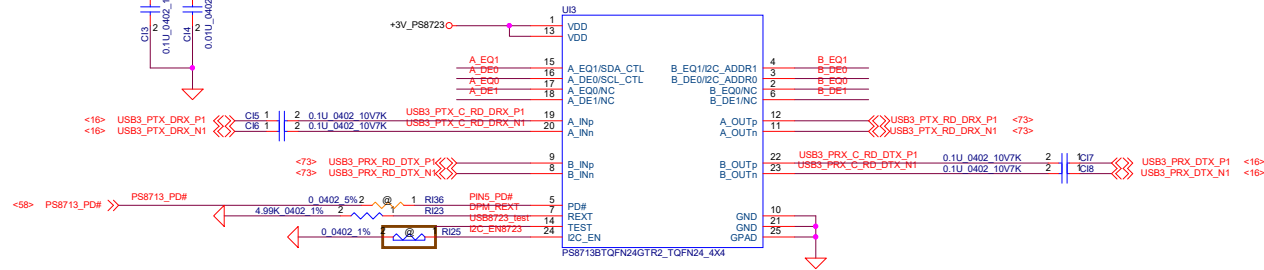 CI3 1 2 0.1U_0402
CI4 2 0.01U_0402
UI3
+3V_PS8723
1 VDD
13 VDD
A_EQ1 15 A_EQ1/SDA_CTL B_EQ1/I2C_ADDR1 4 B_EQ1
A_DE0 16 A_DE0/SCL_CTL B_DE0/I2C_ADDR0 3 B_DE0
A_EQ0 17 A_EQ0/NC B_EQ0/NC 2 B_EQ0
A_DE1 18 A_DE1/NC B_DE1/NC 6 B_DE1
<16> USB3_PTX_DRX_P1 CI5 1 2 0.1U_0402_10V7K USB3_PTX_C_RD_DRX_P1 19 A_INp A_OUTp 12 USB3_PTX_RD_DRX_P1 <73>
<16> USB3_PTX_DRX_N1 CI6 1 2 0.1U_0402_10V7K USB3_PTX_C_RD_DRX_N1 20 A_INn A_OUTn 11 USB3_PTX_RD_DRX_N1 <73>
<73> USB3_PRX_RD_DTX_P1 9 B_INp B_OUTp 22 USB3_PRX_C_RD_DTX_P1 0.1U_0402_10V7K 2 1 CI7 USB3_PRX_DTX_P1 <16>
<73> USB3_PRX_RD_DTX_N1 8 B_INn B_OUTn 23 USB3_PRX_C_RD_DTX_N1 0.1U_0402_10V7K 2 1 CI8 USB3_PRX_DTX_N1 <16>
<58> PS8713_PD# PS8713_PD# 0_0402_5% 2 @ 1 RI36 PIN5_PD# 5 PD#
4.99K_0402_1% 2 1 RI23 DPM_REXT 7 REXT GND 10
USB8723_test 14 TEST GND 21
0_0402_1% 2 @ 1 RI25 I2C_EN8723 24 I2C_EN GPAD 25
PS8713BTQFN24GTR2_TQFN24_4X4